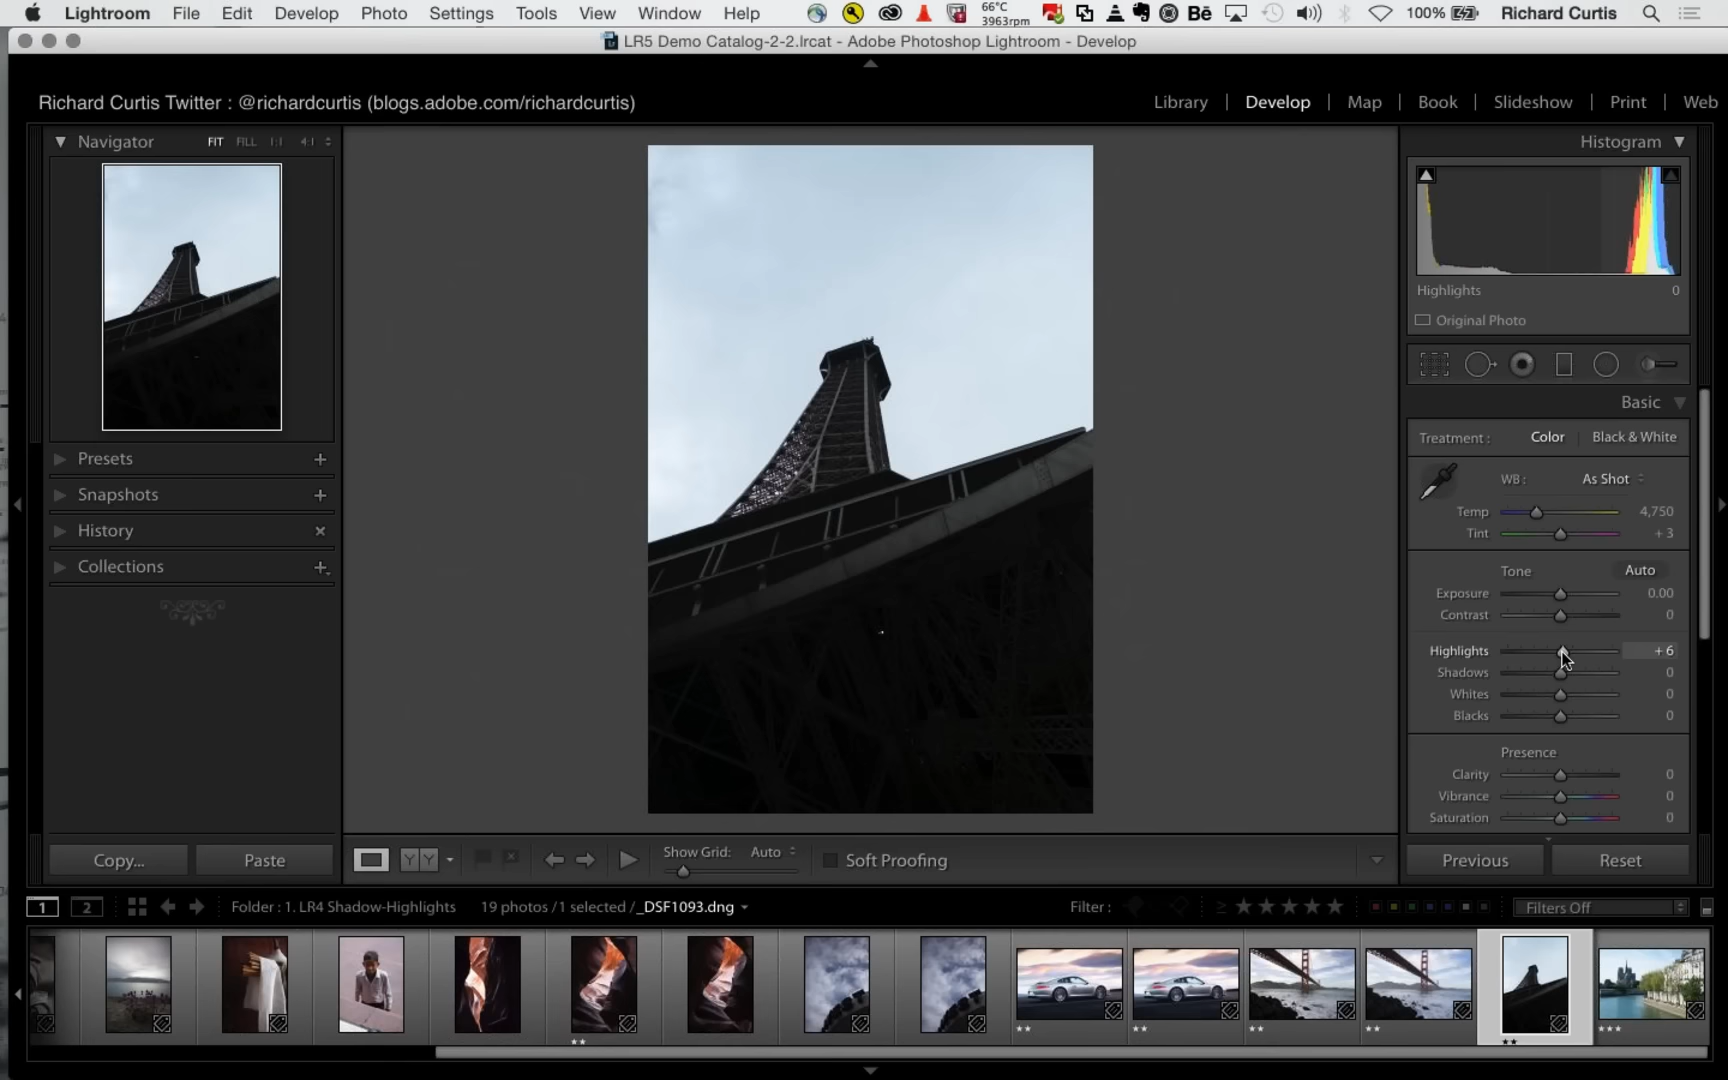 Lightroom File Edit Develop Photo Settings Tools View Window Help 66°C 3963rpm Bē 100% Richard Curtis
LR5 Demo Catalog-2-2.lrcat - Adobe Photoshop Lightroom - Develop
Richard Curtis Twitter : @richardcurtis (blogs.adobe.com/richardcurtis)
Library | Develop | Map | Book | Slideshow | Print | Web
Navigator FIT FILL 1:1 4:1
Histogram
Highlights 0
Original Photo
Basic
Treatment : Color Black & White
WB : As Shot
Temp 4,750
Tint + 3
Tone Auto
Exposure 0.00
Contrast 0
Highlights + 6
Shadows 0
Whites 0
Blacks 0
Presence
Clarity 0
Vibrance 0
Saturation 0
Previous Reset
Presets
Snapshots
History
Collections
Copy... Paste
YY Show Grid: Auto Soft Proofing
1 2 Folder : 1. LR4 Shadow-Highlights 19 photos /1 selected /_DSF1093.dng Filter : Filters Off